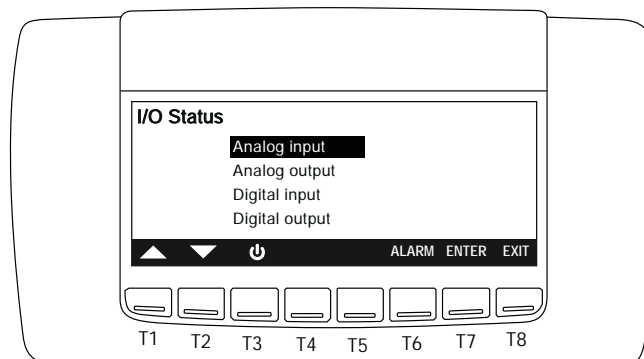 I/O Status
Analog input
Analog output
Digital input
Digital output
ALARM ENTER EXIT
T1 T2 T3 T4 T5 T6 T7 T8